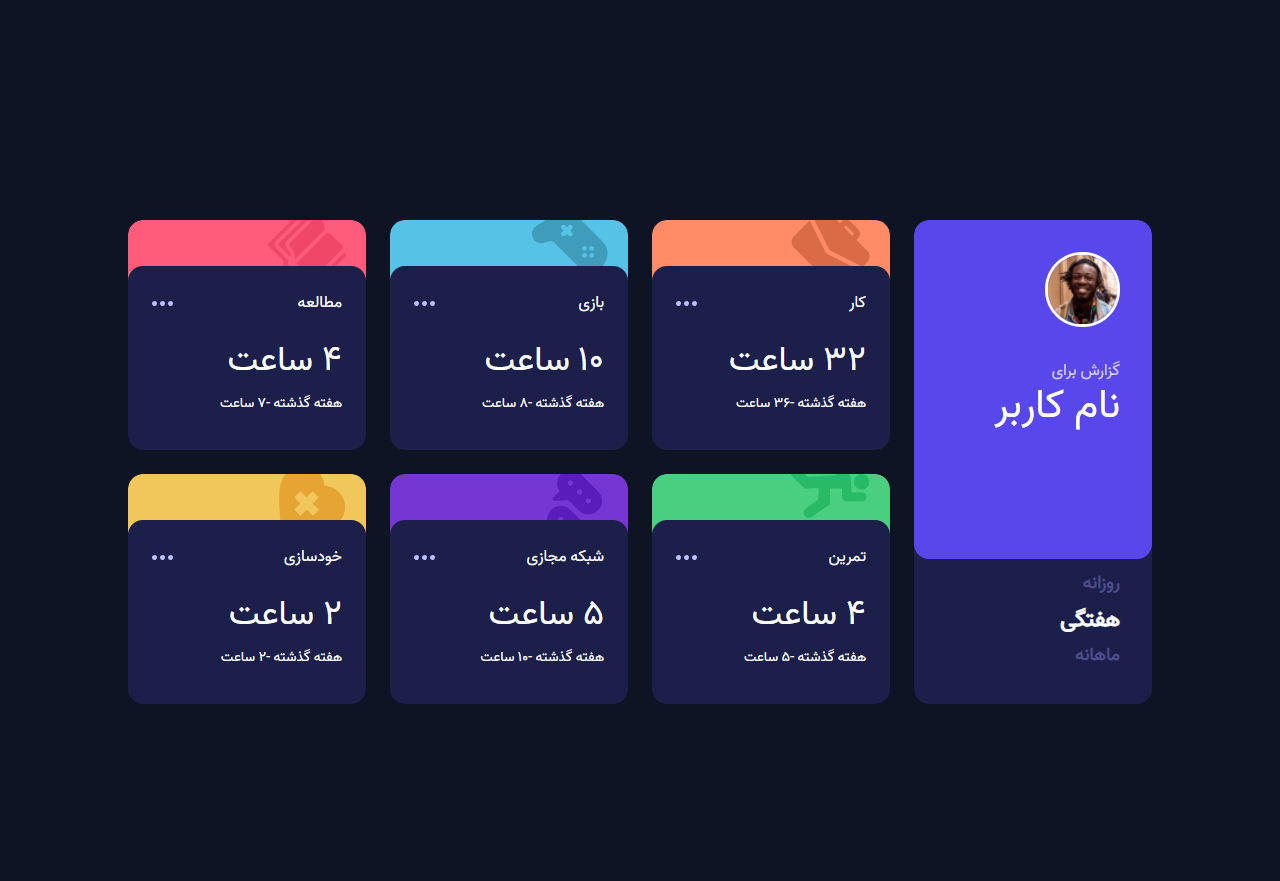 گزارش برای
نام کاربر
روزانه
هفتگی
ماهانه
کار
۳۲ ساعت
هفته گذشته -۳۶ ساعت
بازی
۱۰ ساعت
هفته گذشته -۸ ساعت
مطالعه
۴ ساعت
هفته گذشته -۷ ساعت
تمرین
۴ ساعت
هفته گذشته -۵ ساعت
شبکه مجازی
۵ ساعت
هفته گذشته -۱۰ ساعت
خودسازی
۲ ساعت
هفته گذشته -۲ ساعت